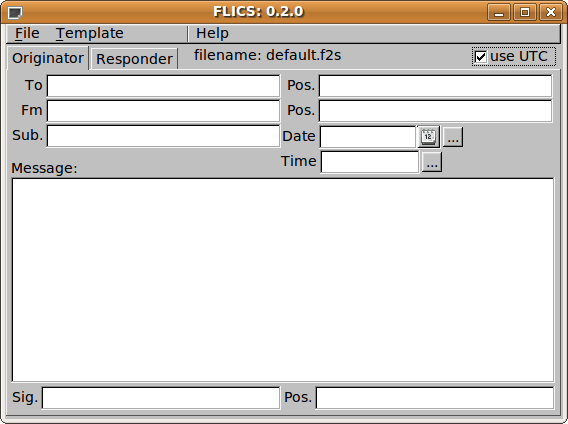 FLICS: 0.2.0
File Template Help
Originator Responder filename: default.f2s use UTC
To Pos.
Fm Pos.
Sub. Date 12 ...
Time ...
Message:
Sig. Pos.